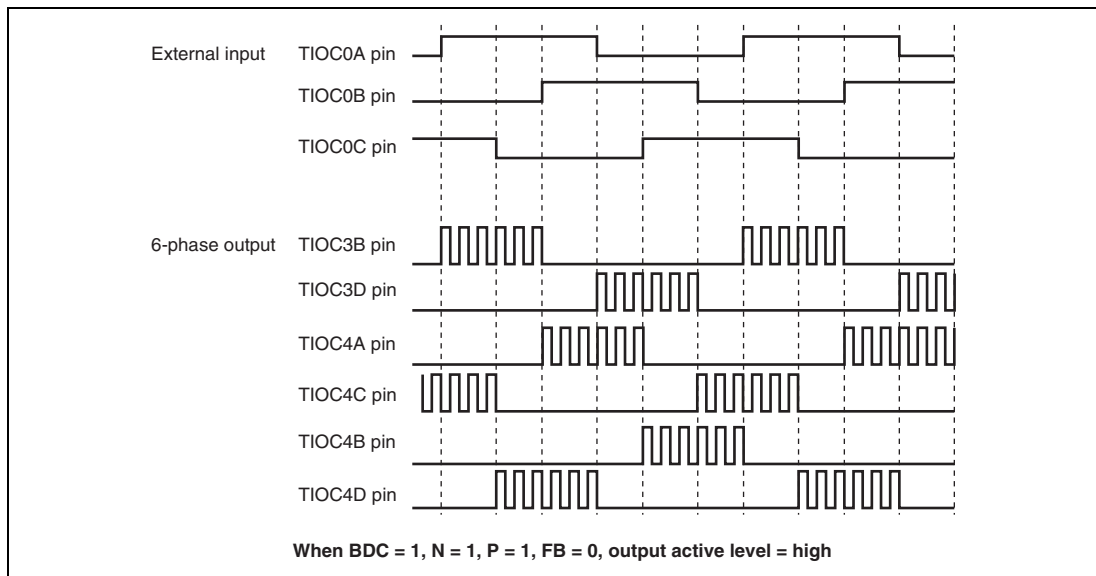 External input TIOC0A pin
TIOC0B pin
TIOC0C pin
6-phase output TIOC3B pin
TIOC3D pin
TIOC4A pin
TIOC4C pin
TIOC4B pin
TIOC4D pin
When BDC = 1, N = 1, P = 1, FB = 0, output active level = high